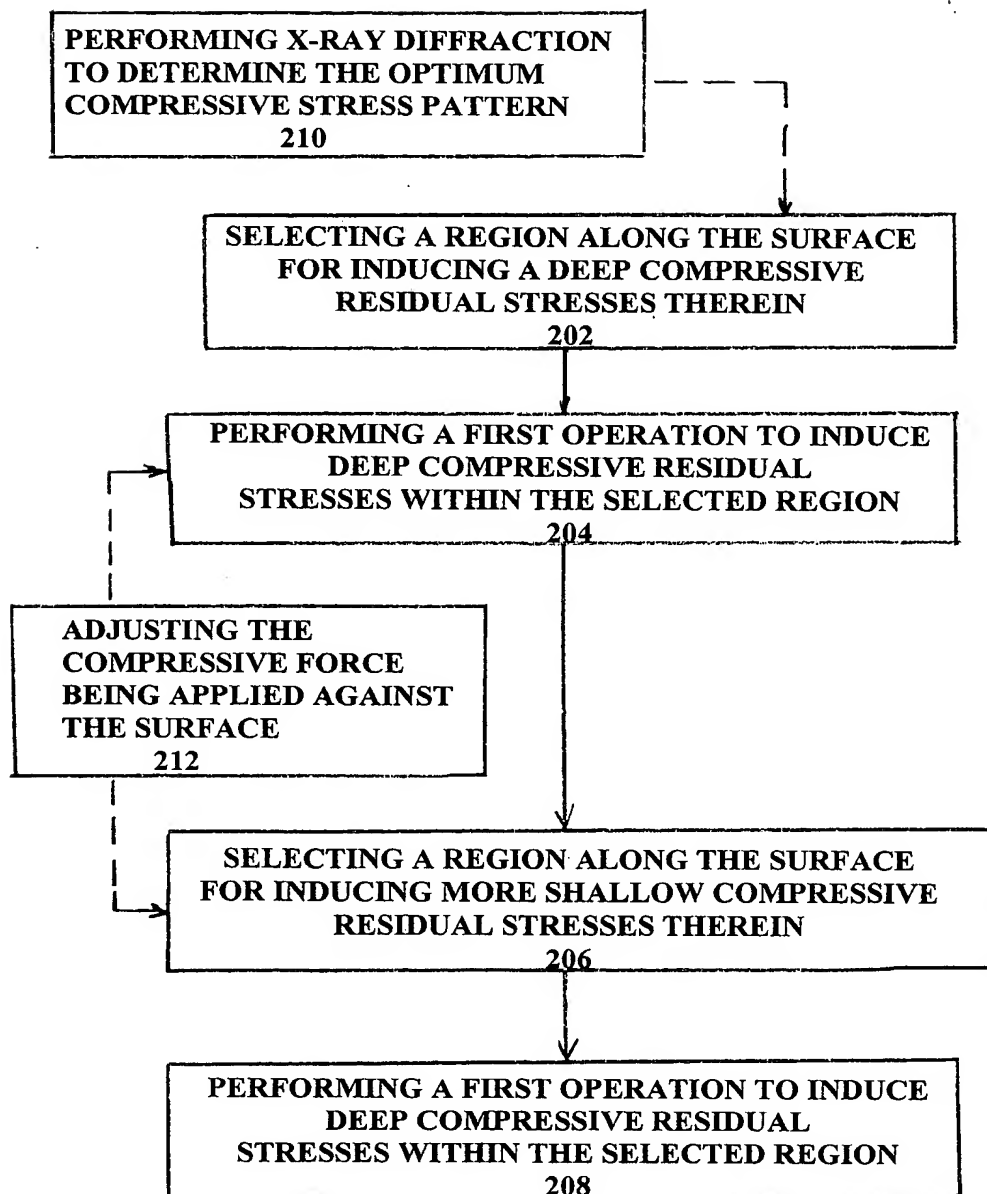 PERFORMING X-RAY DIFFRACTION
TO DETERMINE THE OPTIMUM
COMPRESSIVE STRESS PATTERN
210
SELECTING A REGION ALONG THE SURFACE
FOR INDUCING A DEEP COMPRESSIVE
RESIDUAL STRESSES THEREIN
202
PERFORMING A FIRST OPERATION TO INDUCE
DEEP COMPRESSIVE RESIDUAL
STRESSES WITHIN THE SELECTED REGION
204
ADJUSTING THE
COMPRESSIVE FORCE
BEING APPLIED AGAINST
THE SURFACE
212
SELECTING A REGION ALONG THE SURFACE
FOR INDUCING MORE SHALLOW COMPRESSIVE
RESIDUAL STRESSES THEREIN
206
PERFORMING A FIRST OPERATION TO INDUCE
DEEP COMPRESSIVE RESIDUAL
STRESSES WITHIN THE SELECTED REGION
208